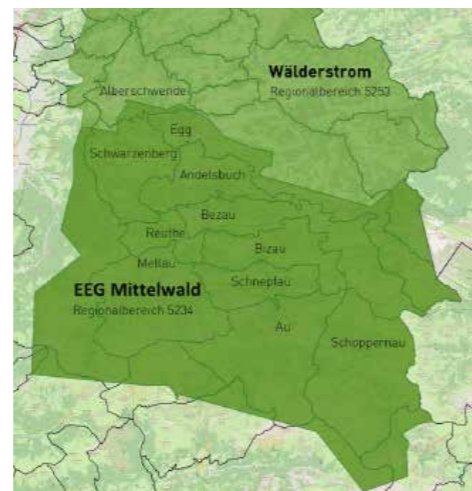 Wälderstrom
Alberschwende
Regionalbereich 5253
Egg
Schwarzenberg
Andelsbuch
Bezau
Reuthe
Bizau
Mellau
Schnepfau
EEG Mittelwald
Regionalbereich 5234
Au
Schoppernau